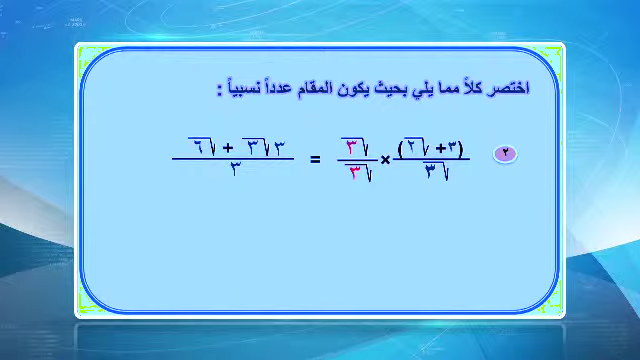 اختصر كلاً مما يلي بحيث يكون المقام عدداً نسبياً :
٢ (٣ + √٢) / √٣ × √٣ / √٣ = (٣√٣ + √٦) / ٣